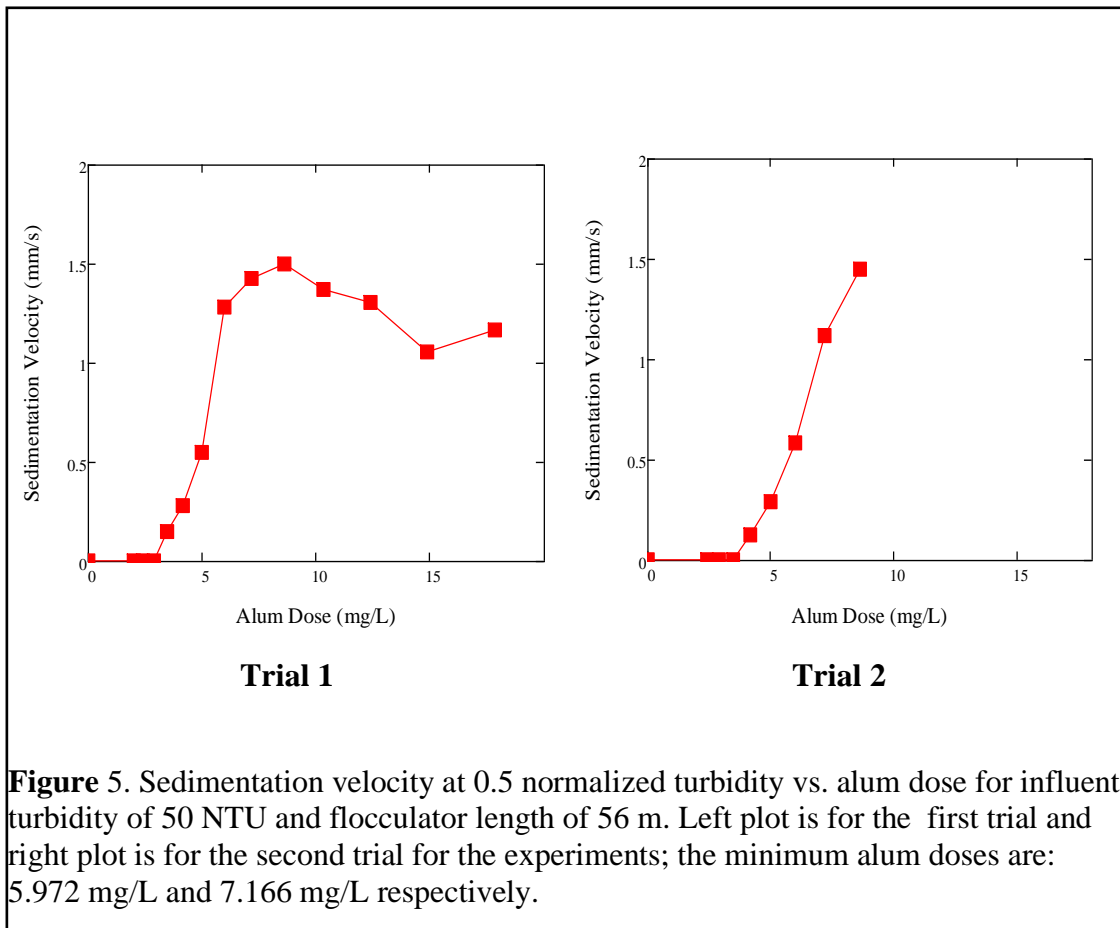 2
1.5
1
0.5
0
0
5
10
15
Sedimentation Velocity (mm/s)
Alum Dose (mg/L)
Trial 1
2
1.5
1
0.5
0
0
5
10
15
Sedimentation Velocity (mm/s)
Alum Dose (mg/L)
Trial 2
Figure 5. Sedimentation velocity at 0.5 normalized turbidity vs. alum dose for influent
turbidity of 50 NTU and flocculator length of 56 m. Left plot is for the first trial and
right plot is for the second trial for the experiments; the minimum alum doses are:
5.972 mg/L and 7.166 mg/L respectively.